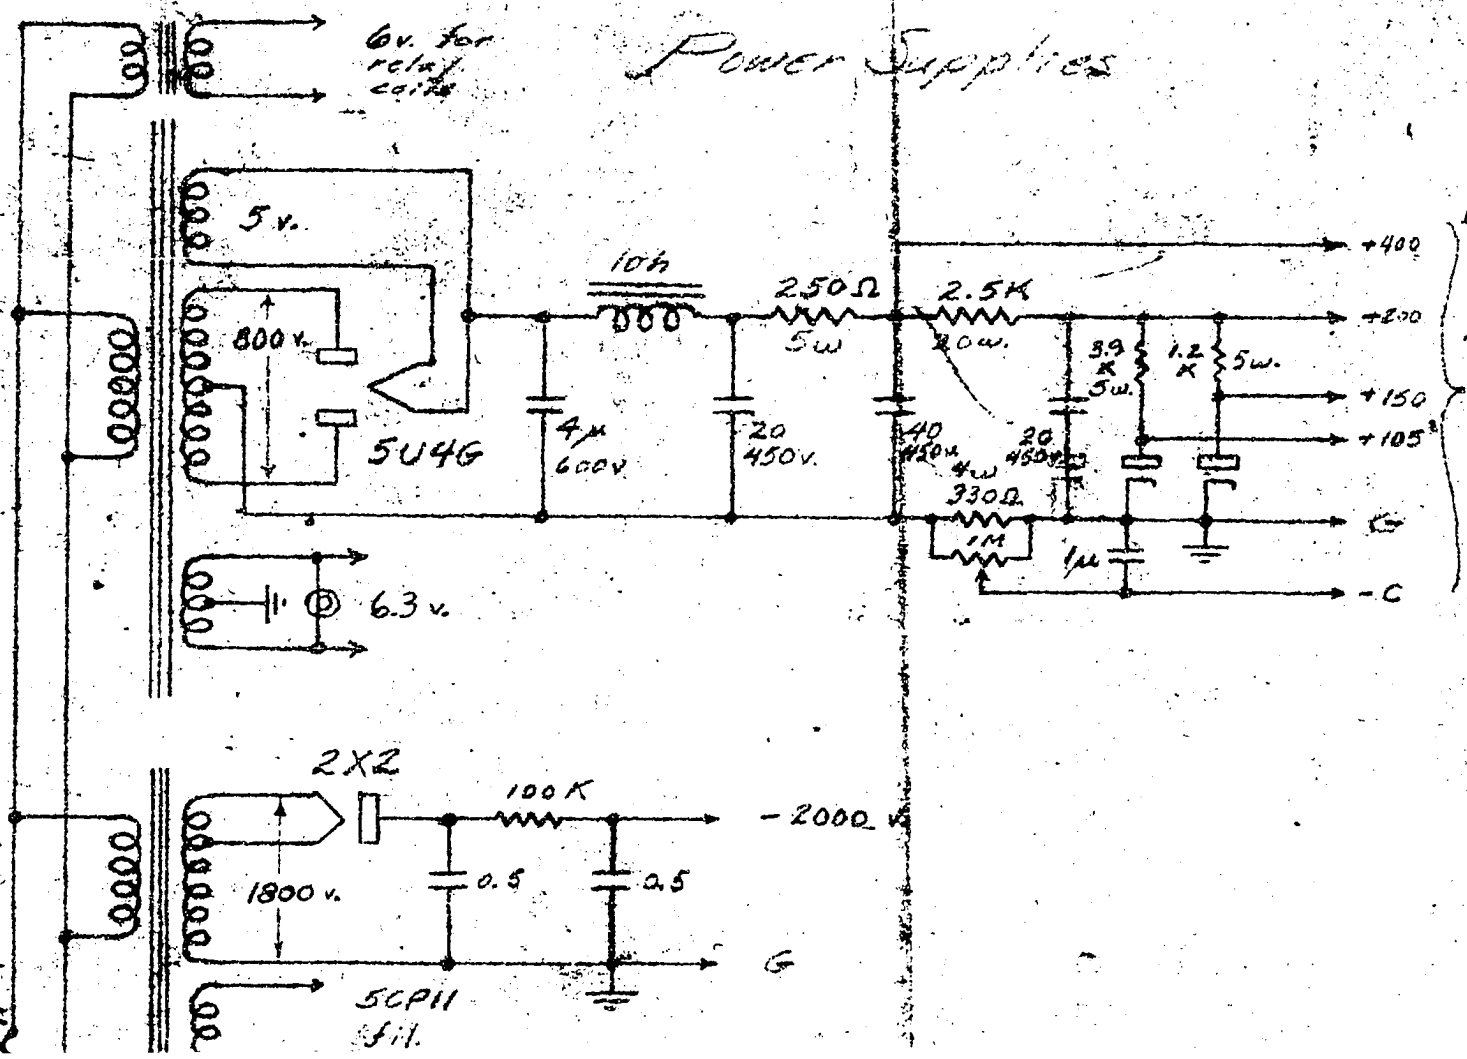 Power Supplies
6v. for
relay
coils
5 v.
800 v.
5U4G
10h
250Ω
5w
2.5K
20w.
4μ
600v
20
450v.
40
450v.
20
450v
3.9
K
5w.
1.2
K
5w.
4w
330Ω
1M
1μ
+400
+200
+150
+105
G
- C
6.3 v.
2X2
100K
- 2000 v.
1800 v.
0.5
0.5
G
5CP11
fil.